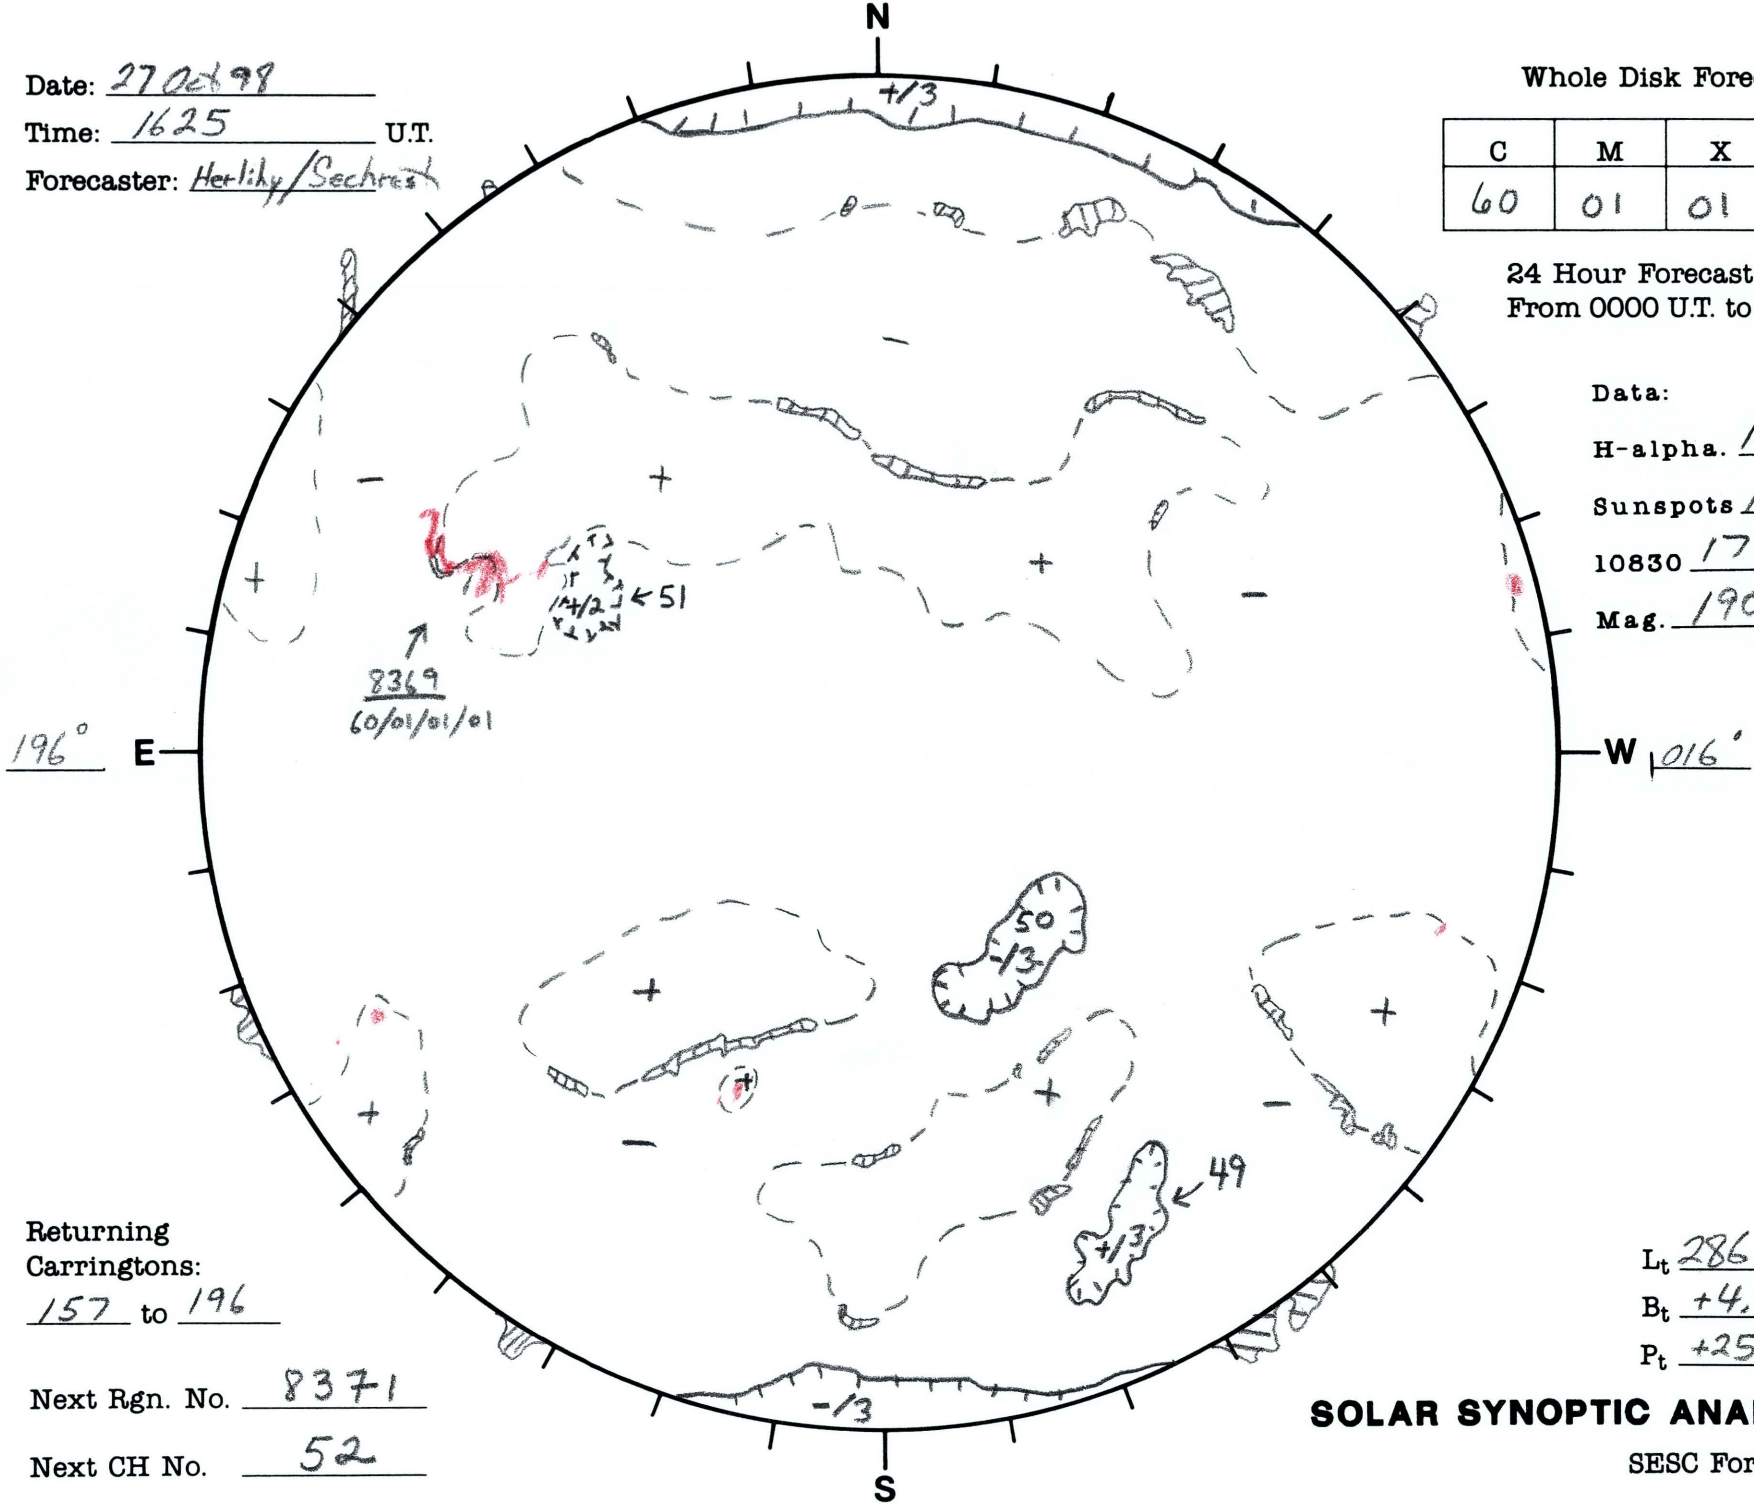 N
Date: 27 Oct 98
Time: 1625 U.T.
Forecaster: Herlihy/Sechrest
Whole Disk Fore
C M X
60 01 01
24 Hour Forecast
From 0000 U.T. to
Data:
H-alpha.
Sunspots
10830 17
Mag. 190
+/3
-
- + +
+
-
+/2 ← 51
8369
60/01/01/01
196° E
W 016°
50
-/3
+
+
+
+
+
-
-
49
+/3
-/3
Returning
Carringtons:
157 to 196
Next Rgn. No. 8371
Next CH No. 52
Lt 286
Bt +4.
Pt +25
SOLAR SYNOPTIC ANA
SESC For
S